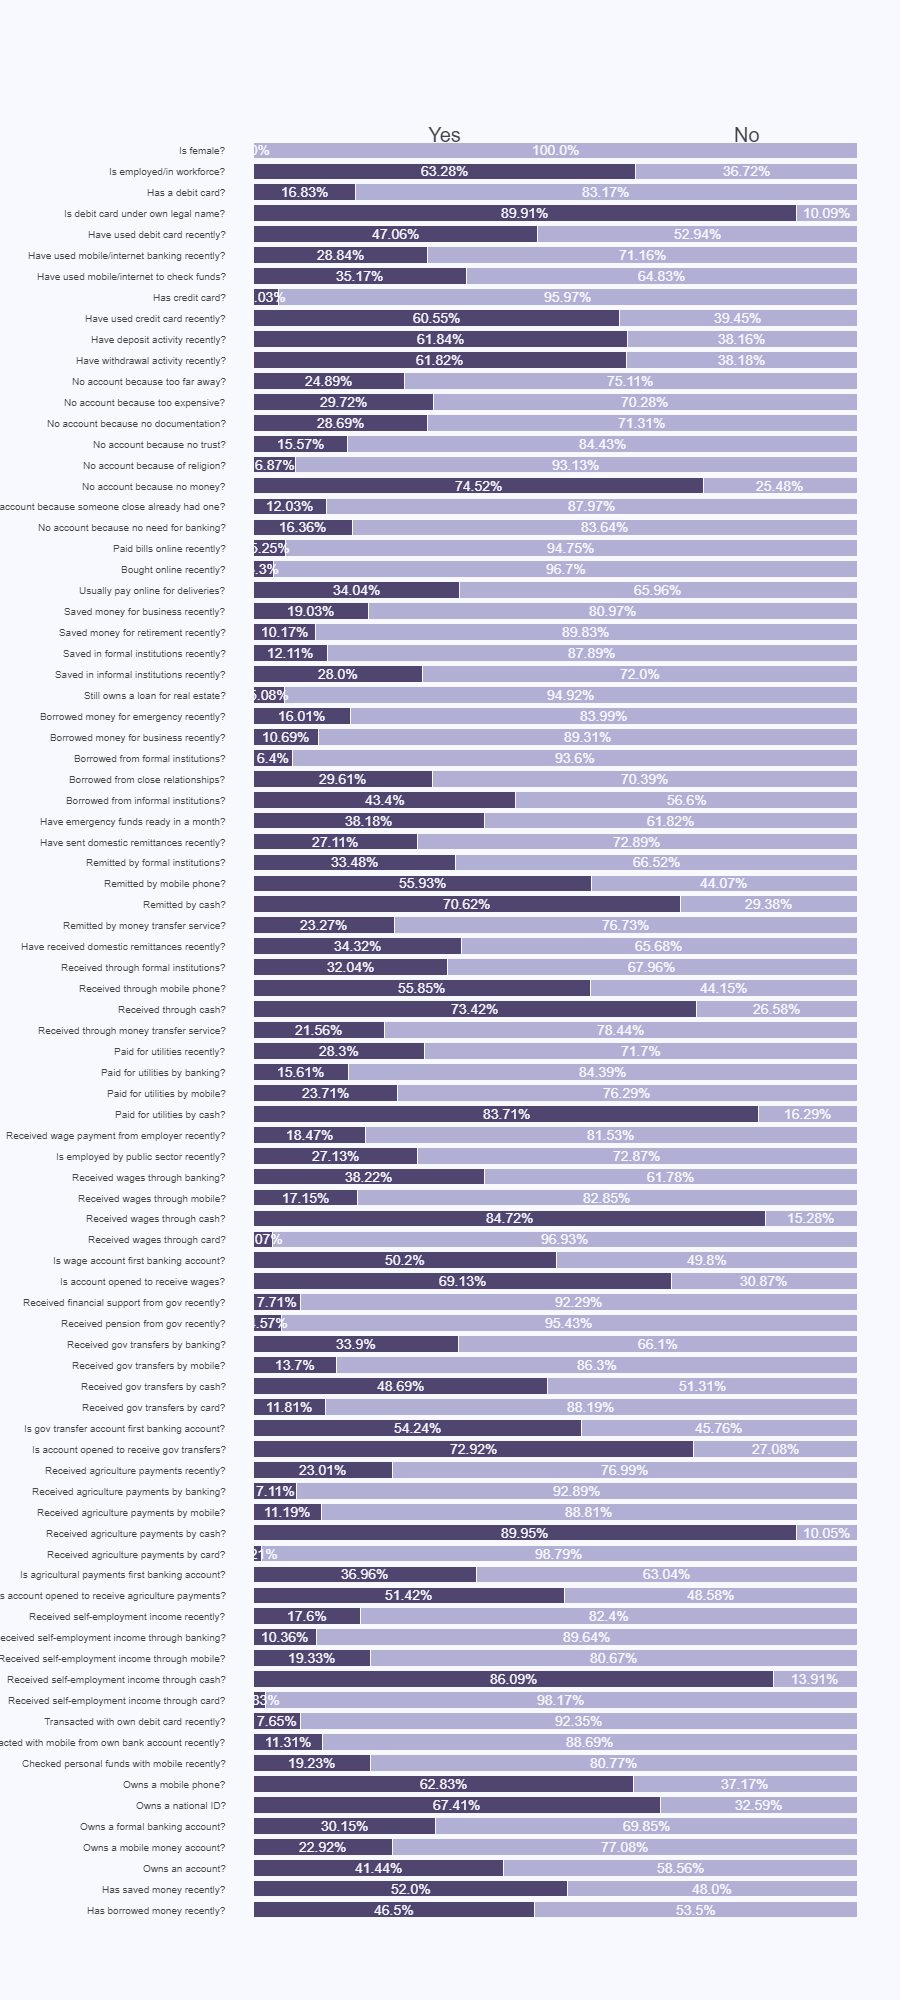 Yes No
Is female? 0% 100.0%
Is employed/in workforce? 63.28% 36.72%
Has a debit card? 16.83% 83.17%
Is debit card under own legal name? 89.91% 10.09%
Have used debit card recently? 47.06% 52.94%
Have used mobile/internet banking recently? 28.84% 71.16%
Have used mobile/internet to check funds? 35.17% 64.83%
Has credit card? .03% 95.97%
Have used credit card recently? 60.55% 39.45%
Have deposit activity recently? 61.84% 38.16%
Have withdrawal activity recently? 61.82% 38.18%
No account because too far away? 24.89% 75.11%
No account because too expensive? 29.72% 70.28%
No account because no documentation? 28.69% 71.31%
No account because no trust? 15.57% 84.43%
No account because of religion? 6.87% 93.13%
No account because no money? 74.52% 25.48%
account because someone close already had one? 12.03% 87.97%
No account because no need for banking? 16.36% 83.64%
Paid bills online recently? 5.25% 94.75%
Bought online recently? .3% 96.7%
Usually pay online for deliveries? 34.04% 65.96%
Saved money for business recently? 19.03% 80.97%
Saved money for retirement recently? 10.17% 89.83%
Saved in formal institutions recently? 12.11% 87.89%
Saved in informal institutions recently? 28.0% 72.0%
Still owns a loan for real estate? 5.08% 94.92%
Borrowed money for emergency recently? 16.01% 83.99%
Borrowed money for business recently? 10.69% 89.31%
Borrowed from formal institutions? 6.4% 93.6%
Borrowed from close relationships? 29.61% 70.39%
Borrowed from informal institutions? 43.4% 56.6%
Have emergency funds ready in a month? 38.18% 61.82%
Have sent domestic remittances recently? 27.11% 72.89%
Remitted by formal institutions? 33.48% 66.52%
Remitted by mobile phone? 55.93% 44.07%
Remitted by cash? 70.62% 29.38%
Remitted by money transfer service? 23.27% 76.73%
Have received domestic remittances recently? 34.32% 65.68%
Received through formal institutions? 32.04% 67.96%
Received through mobile phone? 55.85% 44.15%
Received through cash? 73.42% 26.58%
Received through money transfer service? 21.56% 78.44%
Paid for utilities recently? 28.3% 71.7%
Paid for utilities by banking? 15.61% 84.39%
Paid for utilities by mobile? 23.71% 76.29%
Paid for utilities by cash? 83.71% 16.29%
Received wage payment from employer recently? 18.47% 81.53%
Is employed by public sector recently? 27.13% 72.87%
Received wages through banking? 38.22% 61.78%
Received wages through mobile? 17.15% 82.85%
Received wages through cash? 84.72% 15.28%
Received wages through card? 07% 96.93%
Is wage account first banking account? 50.2% 49.8%
Is account opened to receive wages? 69.13% 30.87%
Received financial support from gov recently? 7.71% 92.29%
Received pension from gov recently? .57% 95.43%
Received gov transfers by banking? 33.9% 66.1%
Received gov transfers by mobile? 13.7% 86.3%
Received gov transfers by cash? 48.69% 51.31%
Received gov transfers by card? 11.81% 88.19%
Is gov transfer account first banking account? 54.24% 45.76%
Is account opened to receive gov transfers? 72.92% 27.08%
Received agriculture payments recently? 23.01% 76.99%
Received agriculture payments by banking? 7.11% 92.89%
Received agriculture payments by mobile? 11.19% 88.81%
Received agriculture payments by cash? 89.95% 10.05%
Received agriculture payments by card? 21% 98.79%
Is agricultural payments first banking account? 36.96% 63.04%
s account opened to receive agriculture payments? 51.42% 48.58%
Received self-employment income recently? 17.6% 82.4%
eceived self-employment income through banking? 10.36% 89.64%
Received self-employment income through mobile? 19.33% 80.67%
Received self-employment income through cash? 86.09% 13.91%
Received self-employment income through card? 83% 98.17%
Transacted with own debit card recently? 7.65% 92.35%
acted with mobile from own bank account recently? 11.31% 88.69%
Checked personal funds with mobile recently? 19.23% 80.77%
Owns a mobile phone? 62.83% 37.17%
Owns a national ID? 67.41% 32.59%
Owns a formal banking account? 30.15% 69.85%
Owns a mobile money account? 22.92% 77.08%
Owns an account? 41.44% 58.56%
Has saved money recently? 52.0% 48.0%
Has borrowed money recently? 46.5% 53.5%